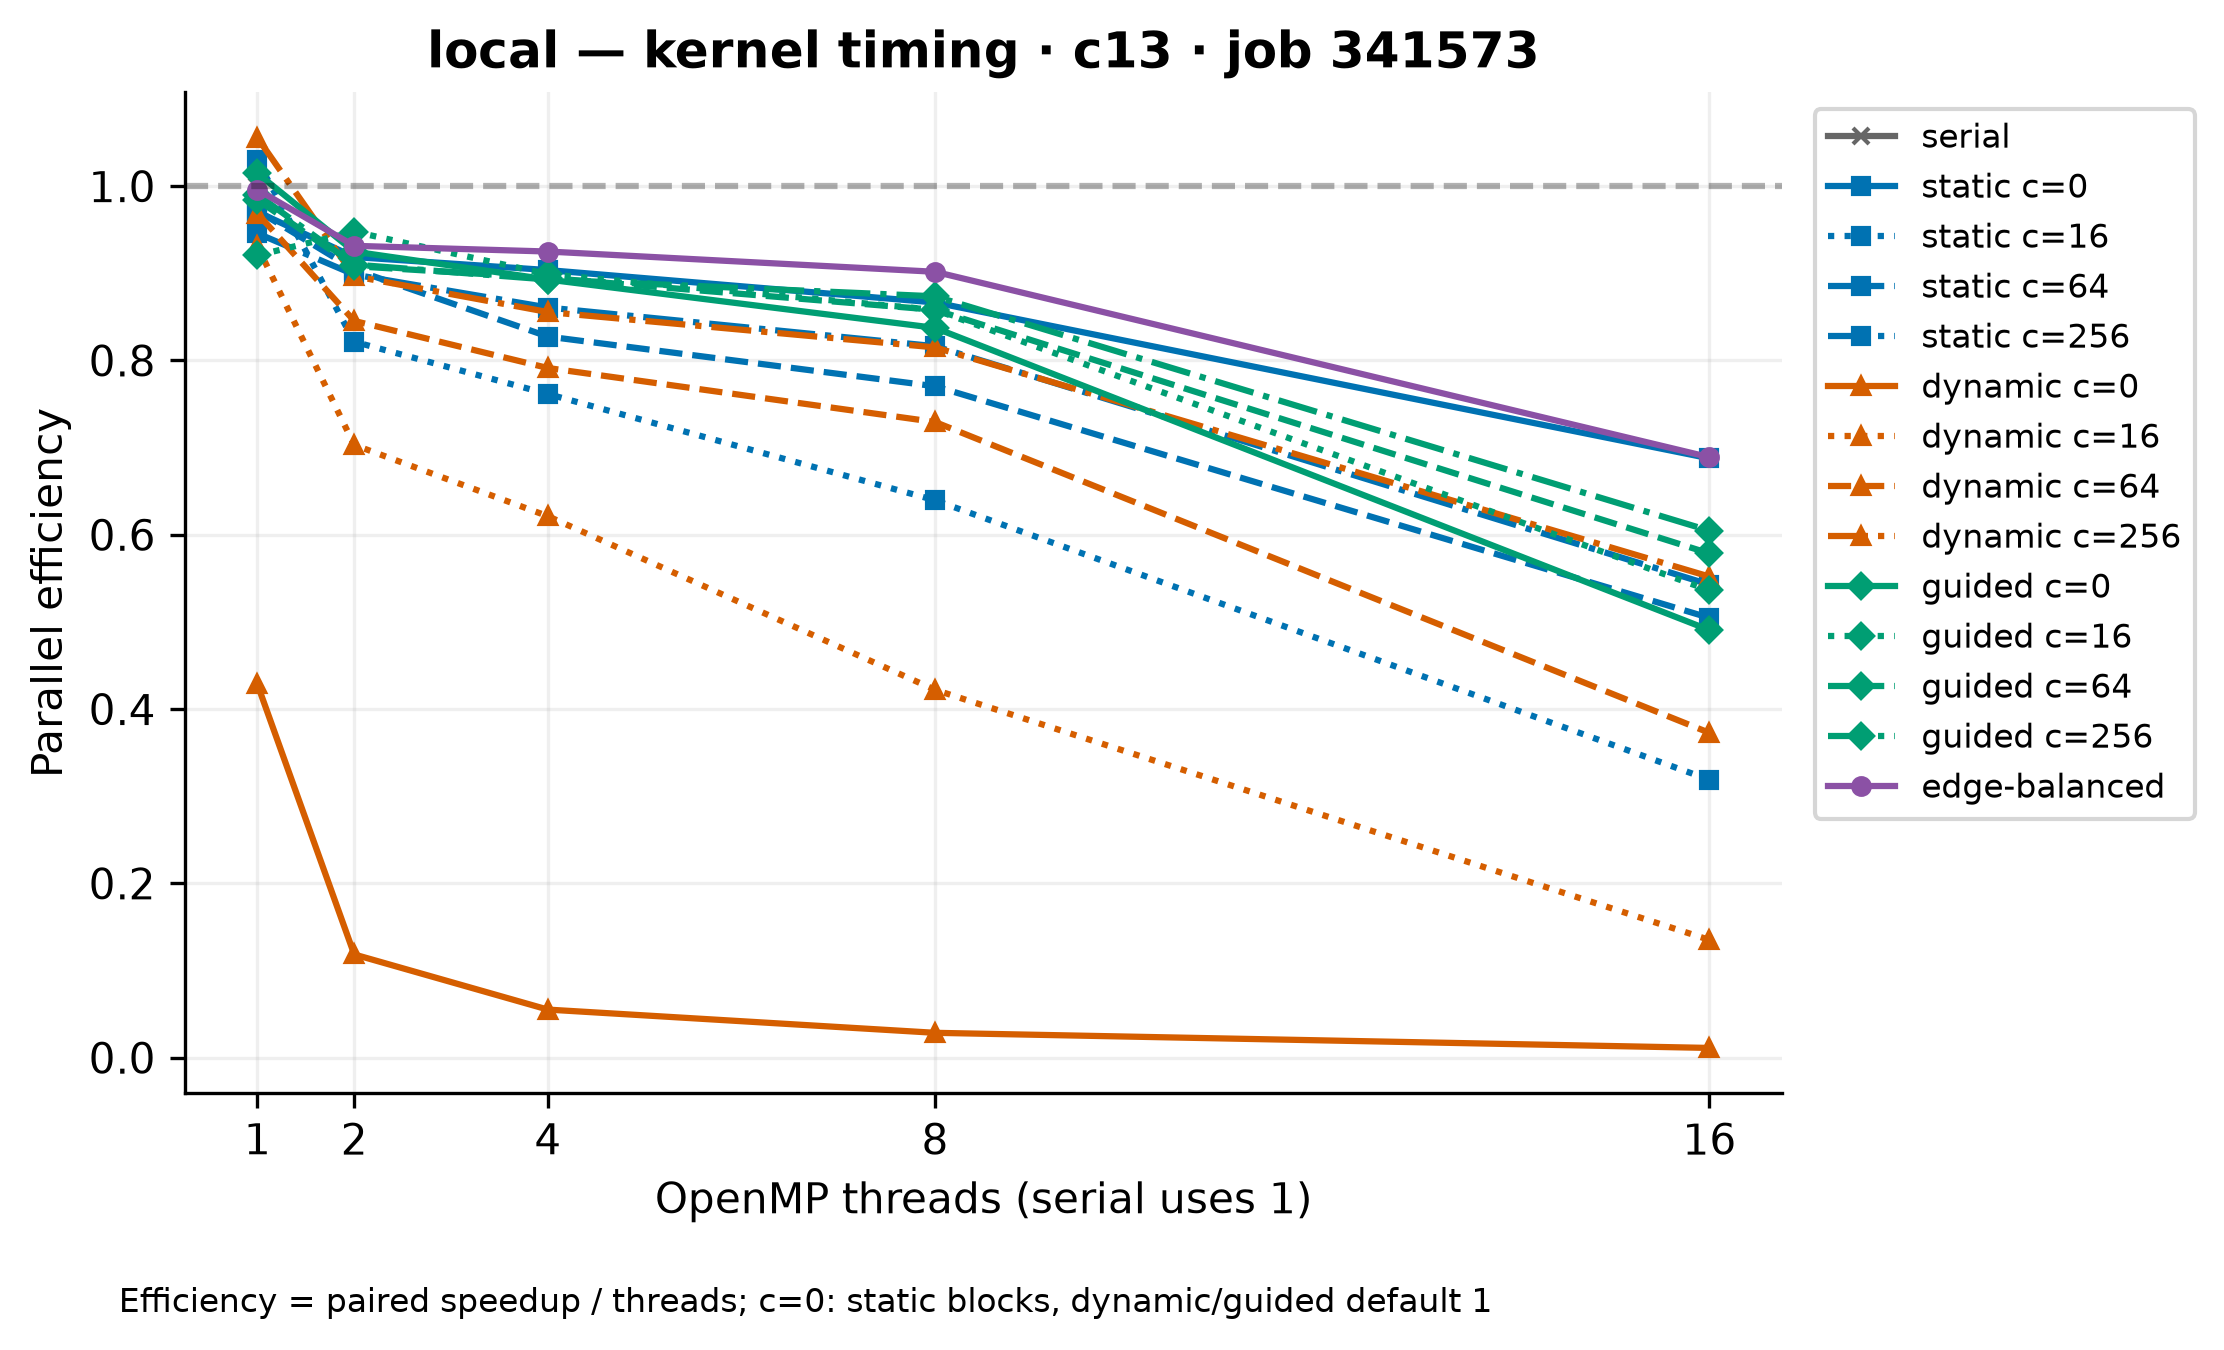 local — kernel timing · c13 · job 341573
Parallel efficiency
1.0
0.8
0.6
0.4
0.2
0.0
1 2 4 8 16
OpenMP threads (serial uses 1)
serial
static c=0
static c=16
static c=64
static c=256
dynamic c=0
dynamic c=16
dynamic c=64
dynamic c=256
guided c=0
guided c=16
guided c=64
guided c=256
edge-balanced
Efficiency = paired speedup / threads; c=0: static blocks, dynamic/guided default 1